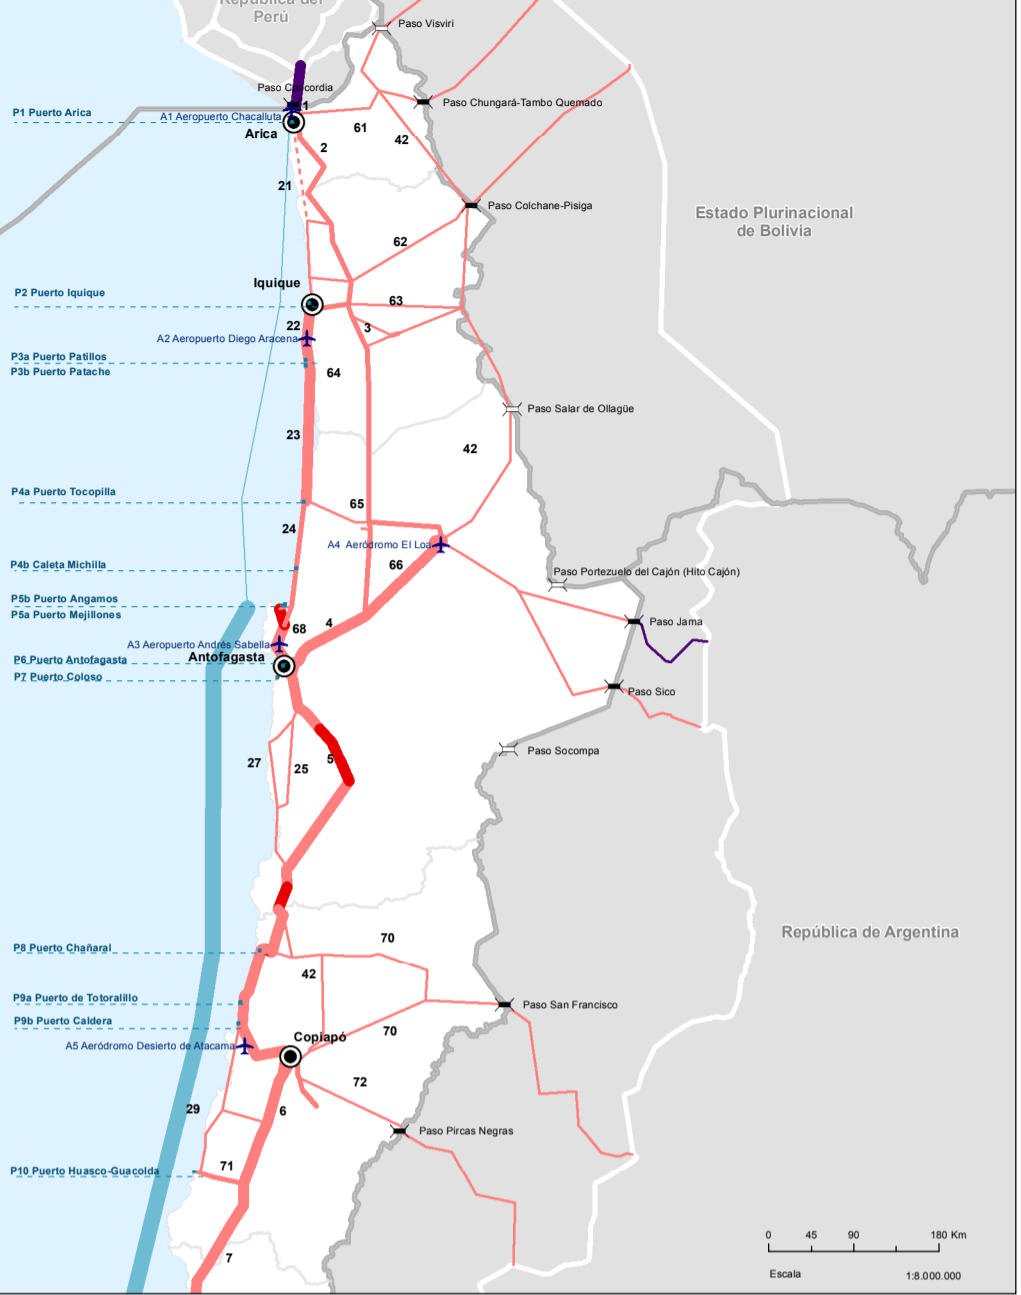 República del
Perú
Paso Visviri
Paso Concordia
Paso Chungará-Tambo Quemado
1
P1 Puerto Arica
A1 Aeropuerto Chacalluta
Arica
61
42
2
21
Paso Colchane-Pisiga
Estado Plurinacional
de Bolivia
62
Iquique
P2 Puerto Iquique
63
22
3
A2 Aeropuerto Diego Aracena
P3a Puerto Patillos
P3b Puerto Patache
64
Paso Salar de Ollagüe
23
42
P4a Puerto Tocopilla
65
24
A4 Aeródromo El Loa
66
P4b Caleta Michilla
Paso Portezuelo del Cajón (Hito Cajón)
P5b Puerto Angamos
P5a Puerto Mejillones
68
4
Paso Jama
A3 Aeropuerto Andrés Sabella
Antofagasta
P6 Puerto Antofagasta
P7 Puerto Coloso
Paso Sico
Paso Socompa
27
25
5
República de Argentina
70
P8 Puerto Chañaral
42
P9a Puerto de Totoralillo
Paso San Francisco
P9b Puerto Caldera
70
Copiapó
A5 Aeródromo Desierto de Atacama
72
29
6
Paso Pircas Negras
71
P10 Puerto Huasco-Guacolda
7
0 45 90 180 Km
Escala
1:8.000.000